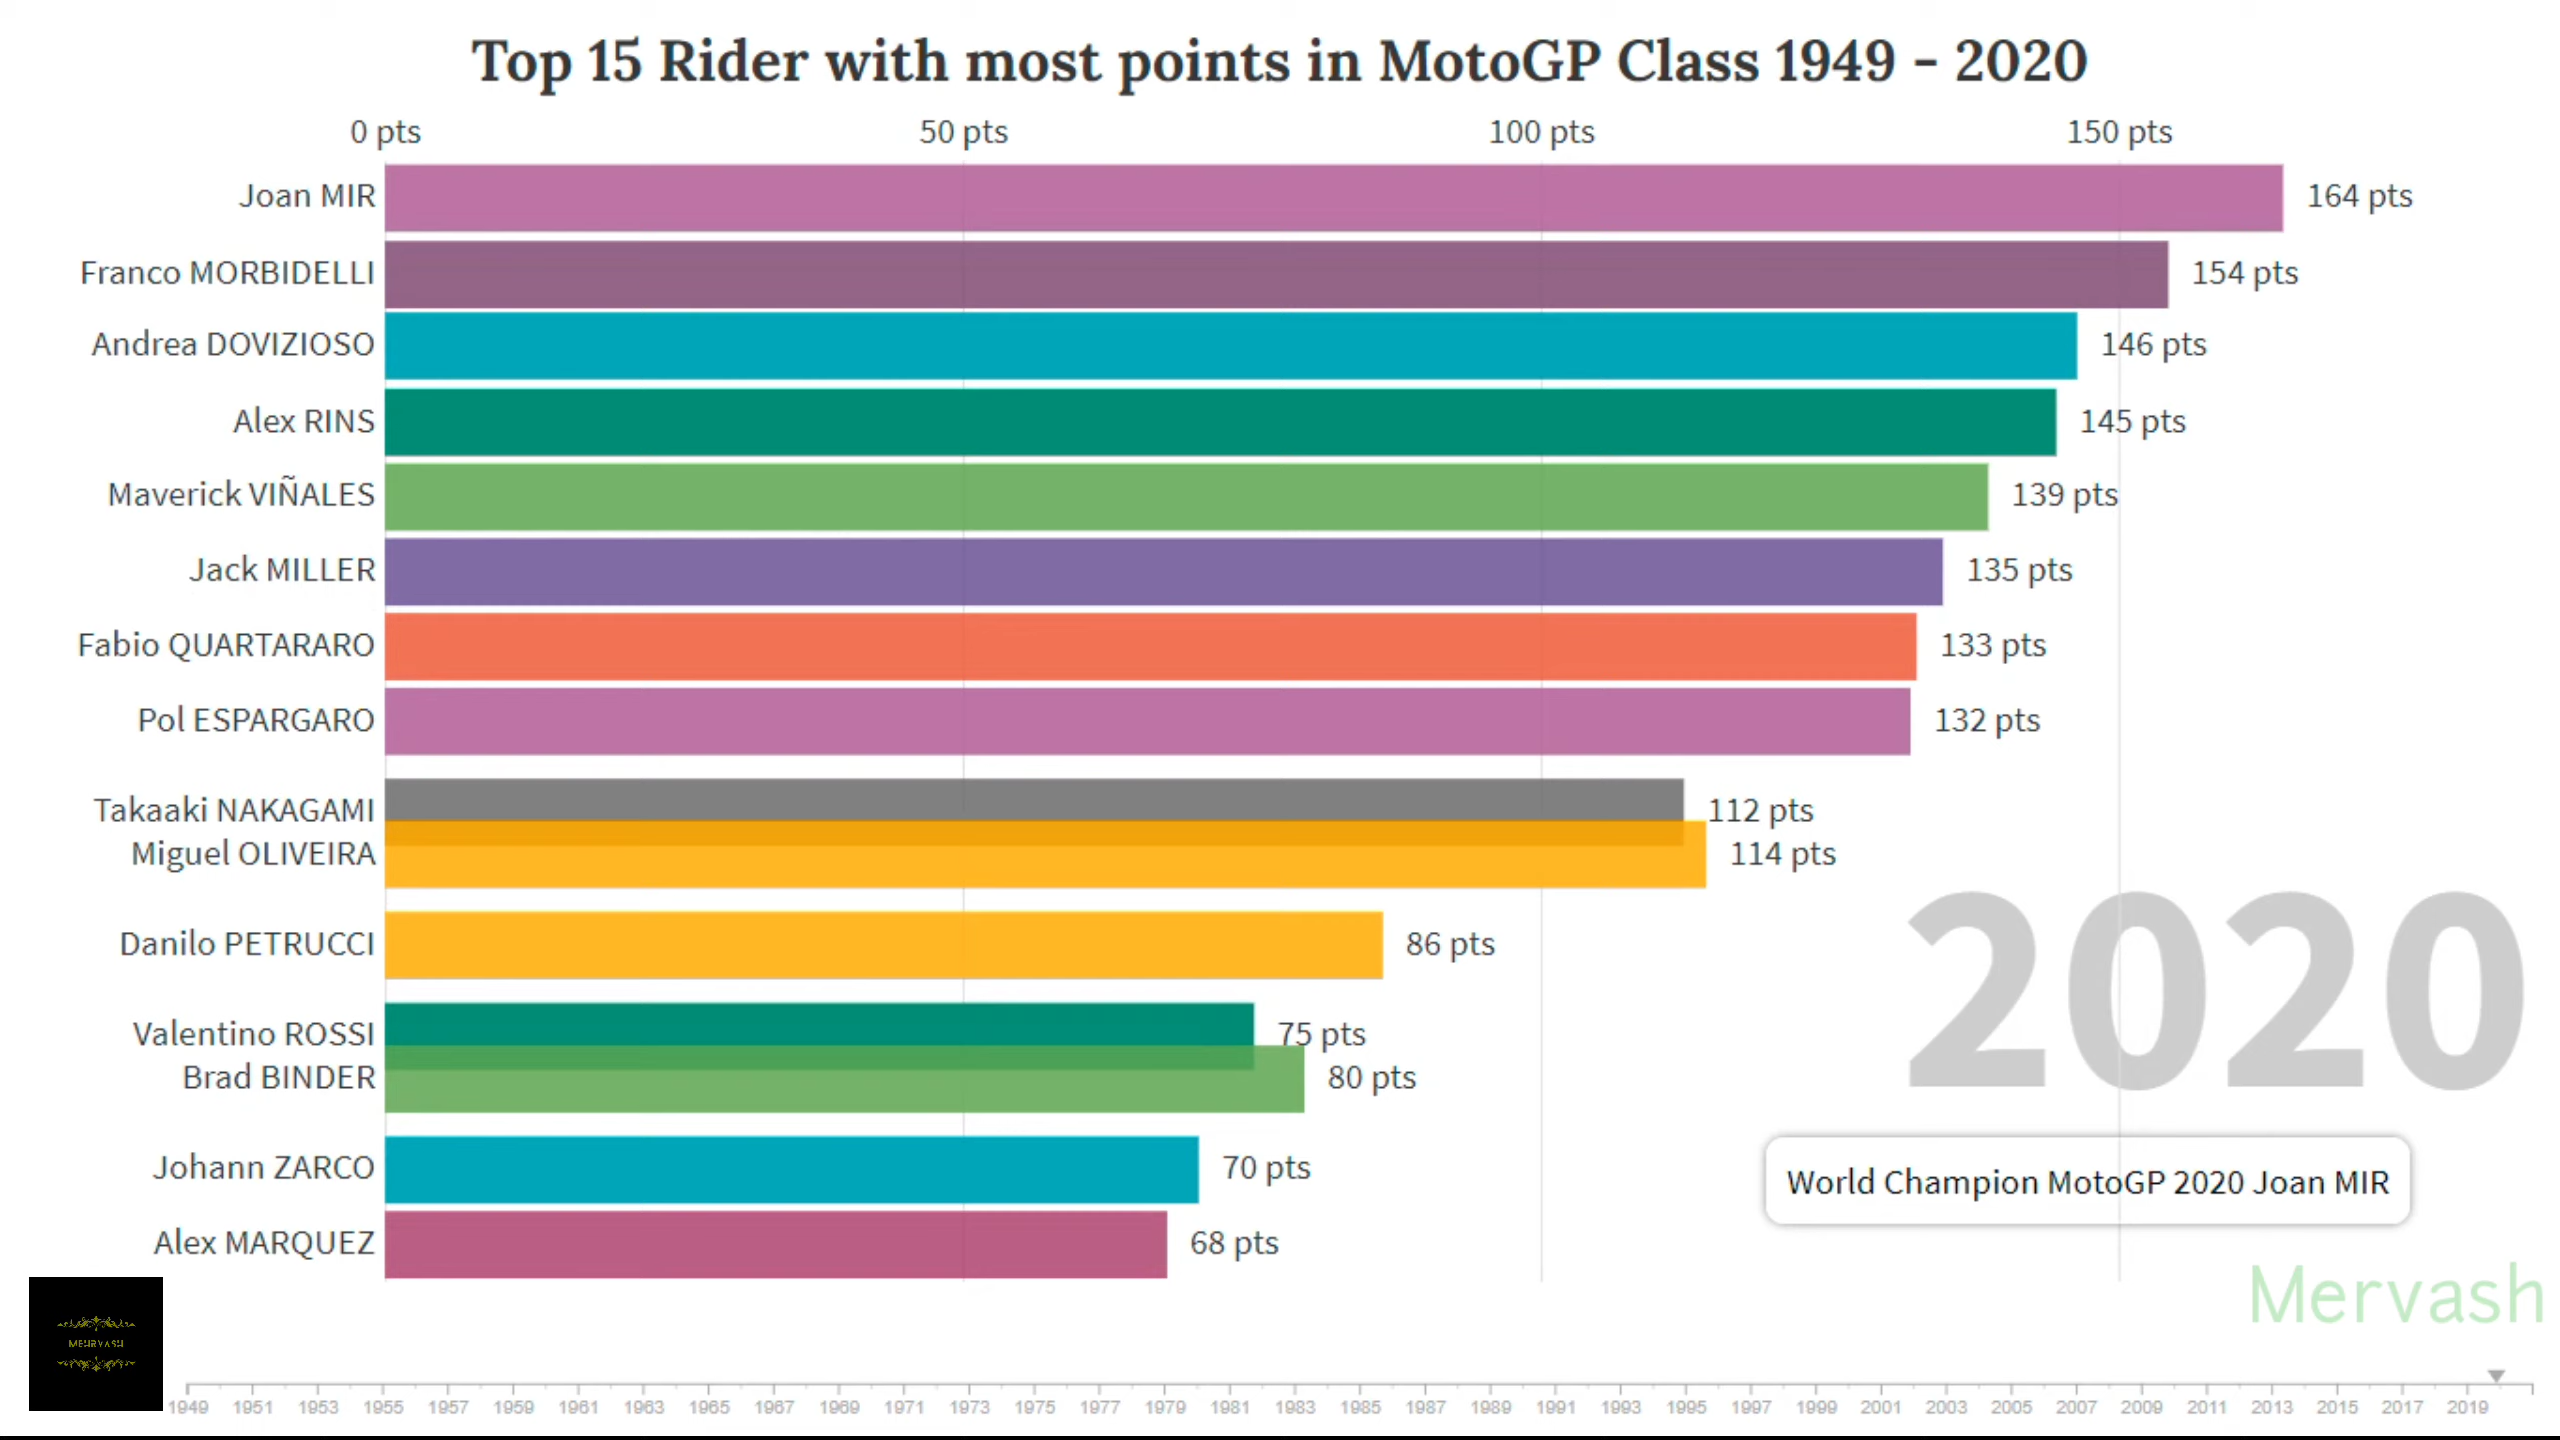 Top 15 Rider with most points in MotoGP Class 1949 - 2020
0 pts 50 pts 100 pts 150 pts
Joan MIR 164 pts
Franco MORBIDELLI 154 pts
Andrea DOVIZIOSO 146 pts
Alex RINS 145 pts
Maverick VIÑALES 139 pts
Jack MILLER 135 pts
Fabio QUARTARARO 133 pts
Pol ESPARGARO 132 pts
Takaaki NAKAGAMI 112 pts
Miguel OLIVEIRA 114 pts
Danilo PETRUCCI 86 pts
Valentino ROSSI 75 pts
Brad BINDER 80 pts
2020
Johann ZARCO 70 pts
World Champion MotoGP 2020 Joan MIR
Alex MARQUEZ 68 pts
Mervash
MEHRVASH
1949 1951 1953 1955 1957 1959 1961 1963 1965 1967 1969 1971 1973 1975 1977 1979 1981 1983 1985 1987 1989 1991 1993 1995 1997 1999 2001 2003 2005 2007 2009 2011 2013 2015 2017 2019